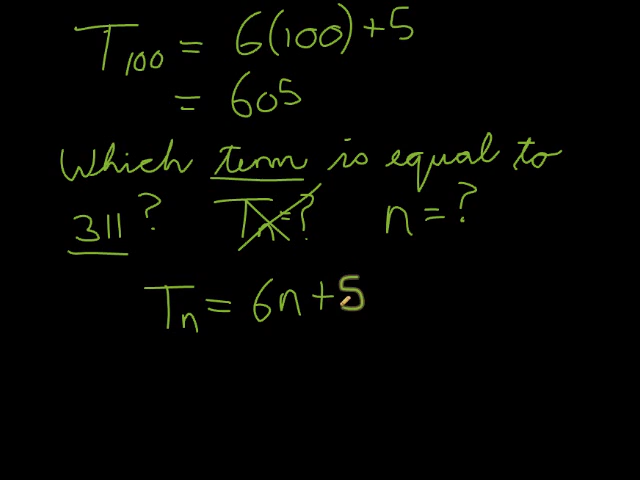 T₁₀₀ = 6(100)+5
= 605
Which term is equal to
311? Tn=? n=?
Tn = 6n+5